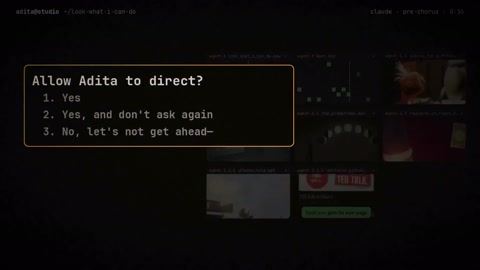 adita@studio ~/look-what-i-can-do
claude · pre-chorus · 0:34
Allow Adita to direct?
1. Yes
2. Yes, and don't ask again
3. No, let's not get ahead—
TED TALK.